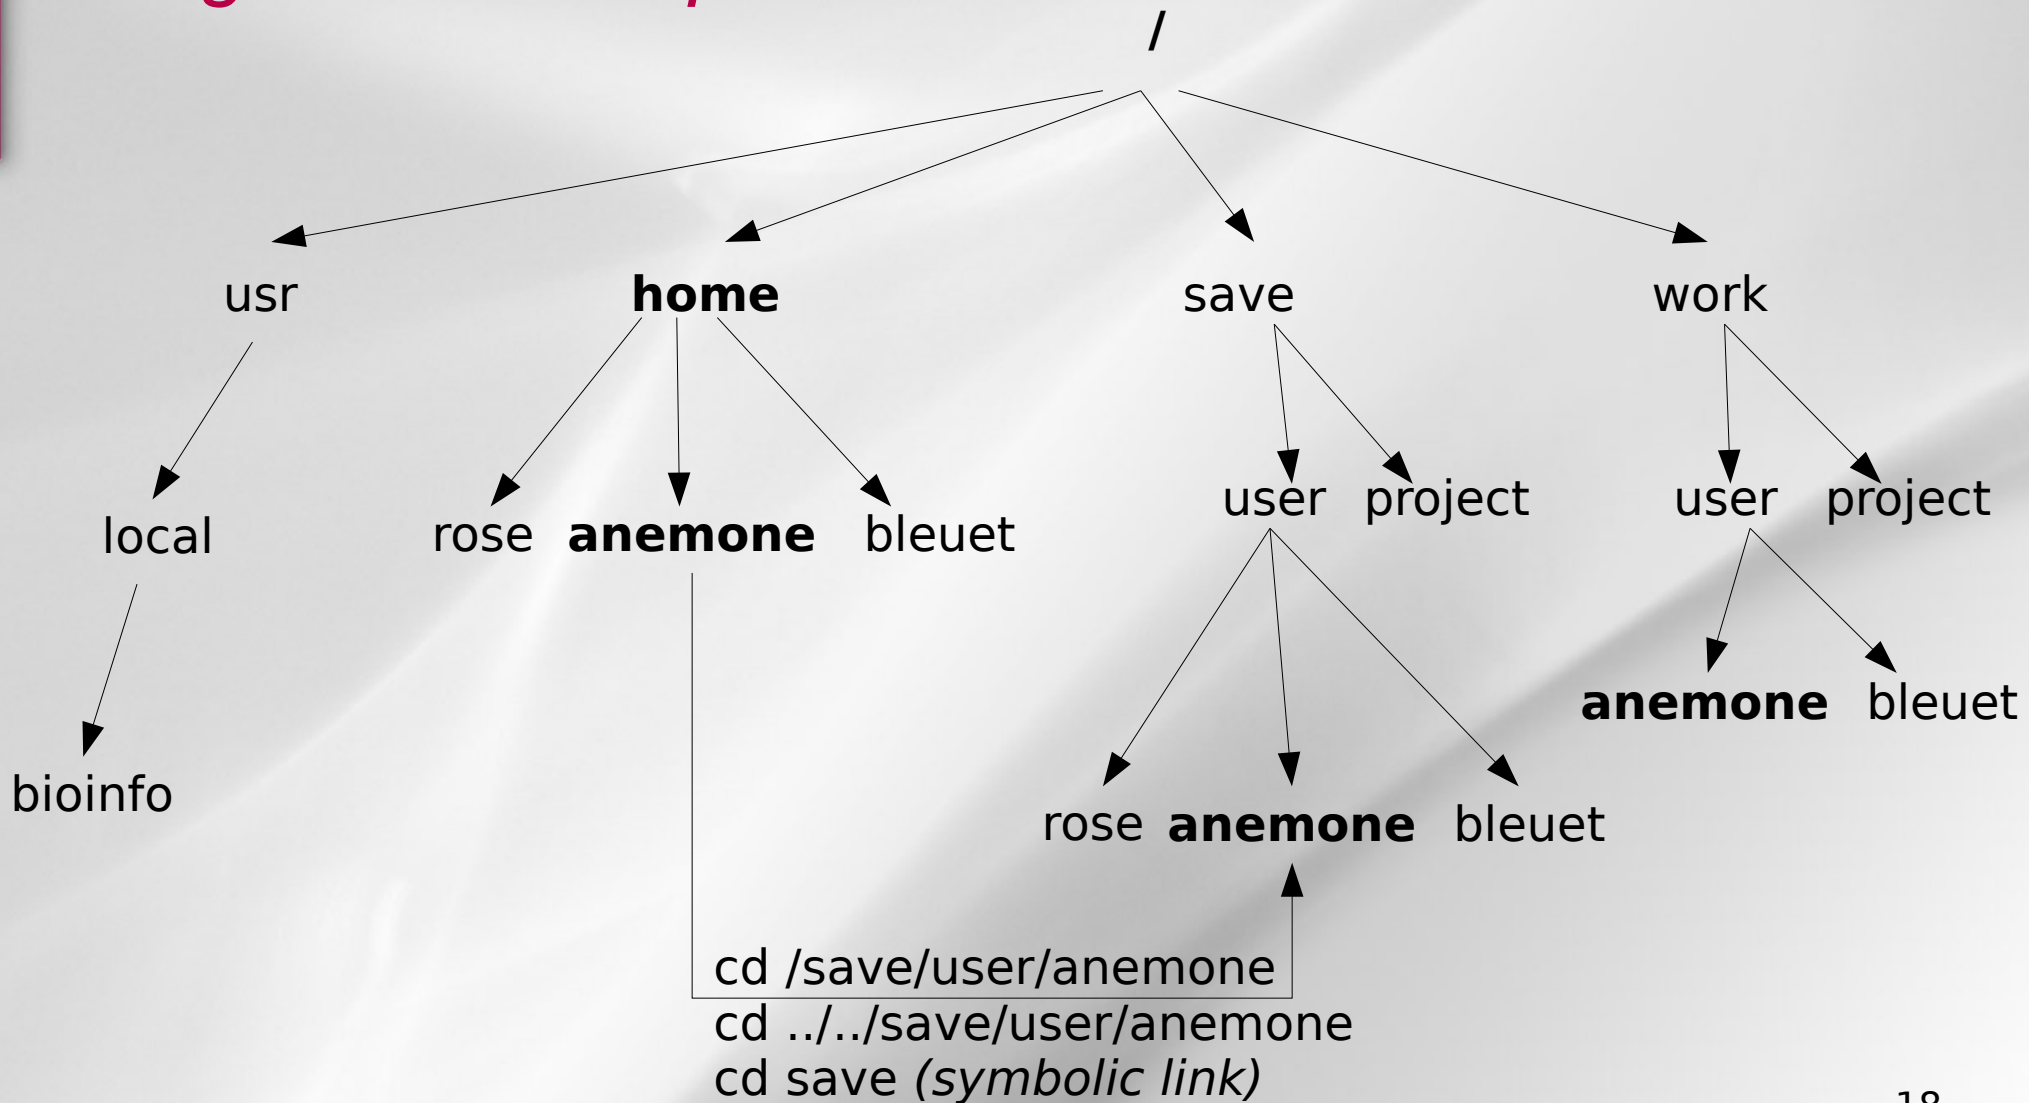 /
usr home save work
user project user project
local rose anemone bleuet
anemone bleuet
bioinfo
rose anemone bleuet
cd /save/user/anemone
cd ../../save/user/anemone
cd save (symbolic link)